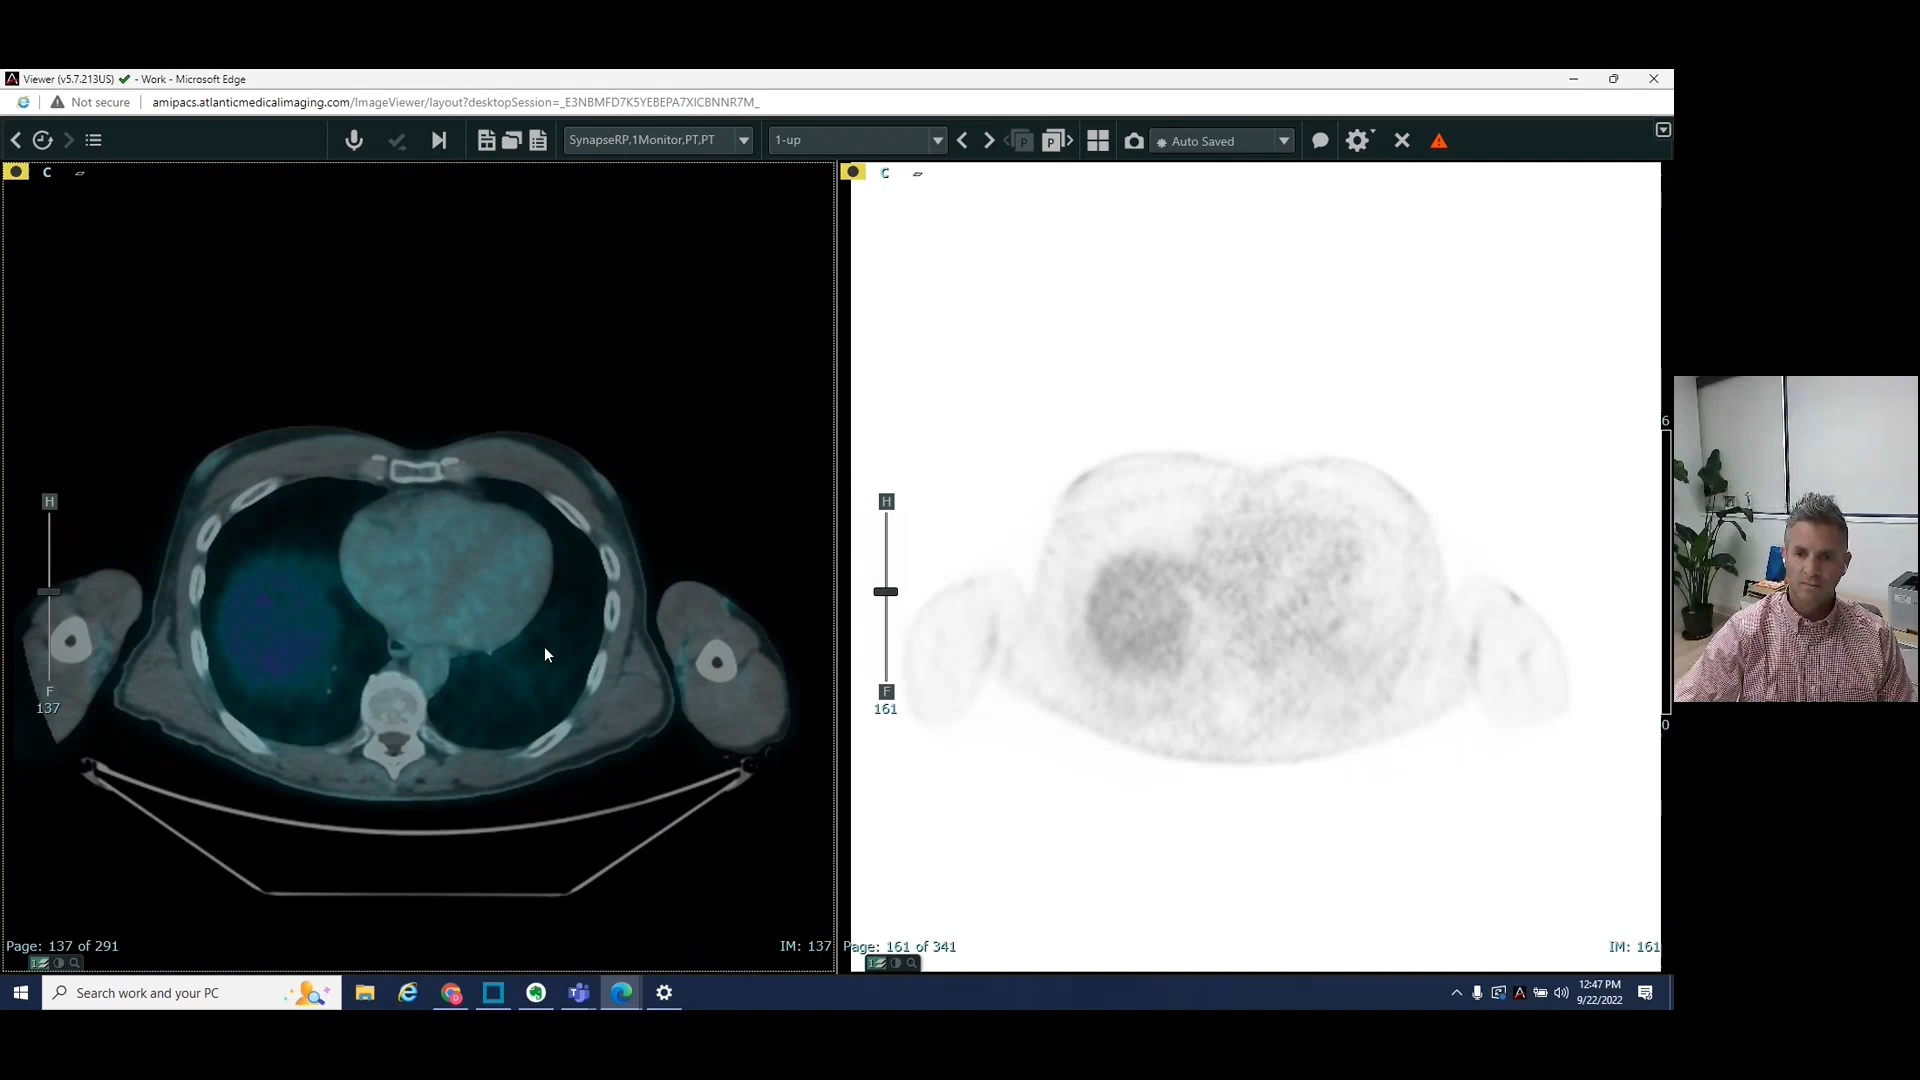 Viewer (v5.7.213US) - Work - Microsoft Edge
Not secure amipacs.atlanticmedicalimaging.com/ImageViewer/layout?desktopSession=_E3NBMFD7K5YEBEPA7XICBNNR7M_
SynapseRP,1Monitor,PT,PT 1-up P P Auto Saved
C C
6
H H
F F
137 161
0
Page: 137 of 291 IM: 137 Page: 161 of 341 IM: 161
Search work and your PC
12:47 PM
9/22/2022